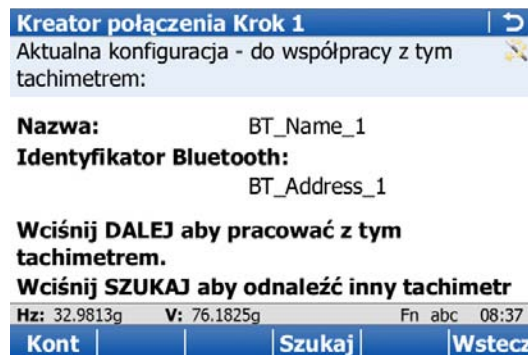 Kreator połączenia Krok 1
Aktualna konfiguracja - do współpracy z tym
tachimetrem:
Nazwa: BT_Name_1
Identyfikator Bluetooth:
BT_Address_1
Wciśnij DALEJ aby pracować z tym
tachimetrem.
Wciśnij SZUKAJ aby odnaleźć inny tachimetr
Hz: 32.9813g V: 76.1825g Fn abc 08:37
Kont Szukaj Wstecz